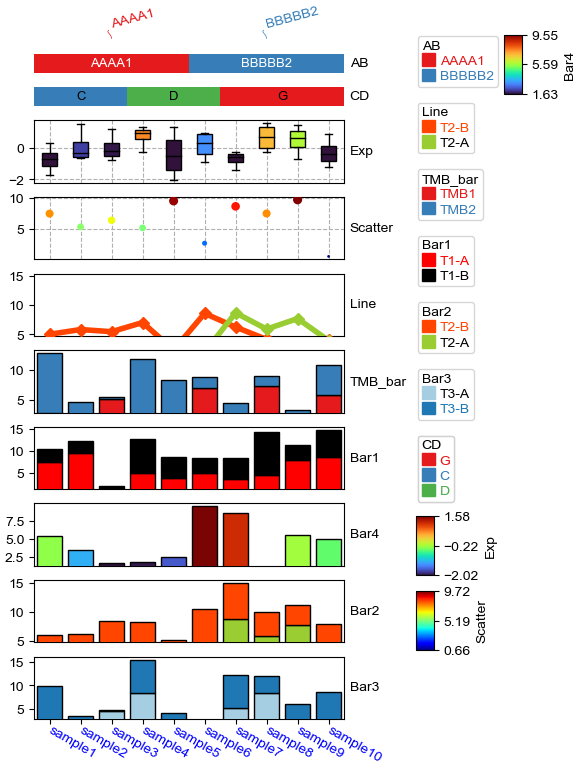 AAAA1 BBBBB2
AAAA1 BBBBB2 AB
C D G CD
0
−2
Exp
10
5
Scatter
15
10
5
Line
10
5
TMB_bar
15
10
5
Bar1
7.5
5.0
2.5
Bar4
15
10
5
Bar2
15
10
5
Bar3
sample1 sample2 sample3 sample4 sample5 sample6 sample7 sample8 sample9 sample10
AB
AAAA1
BBBBB2
9.55
5.59
1.63
Bar4
Line
T2-B
T2-A
TMB_bar
TMB1
TMB2
Bar1
T1-A
T1-B
Bar2
T2-B
T2-A
Bar3
T3-A
T3-B
CD
G
C
D
1.58
−0.22
−2.02
Exp
9.72
5.19
0.66
Scatter